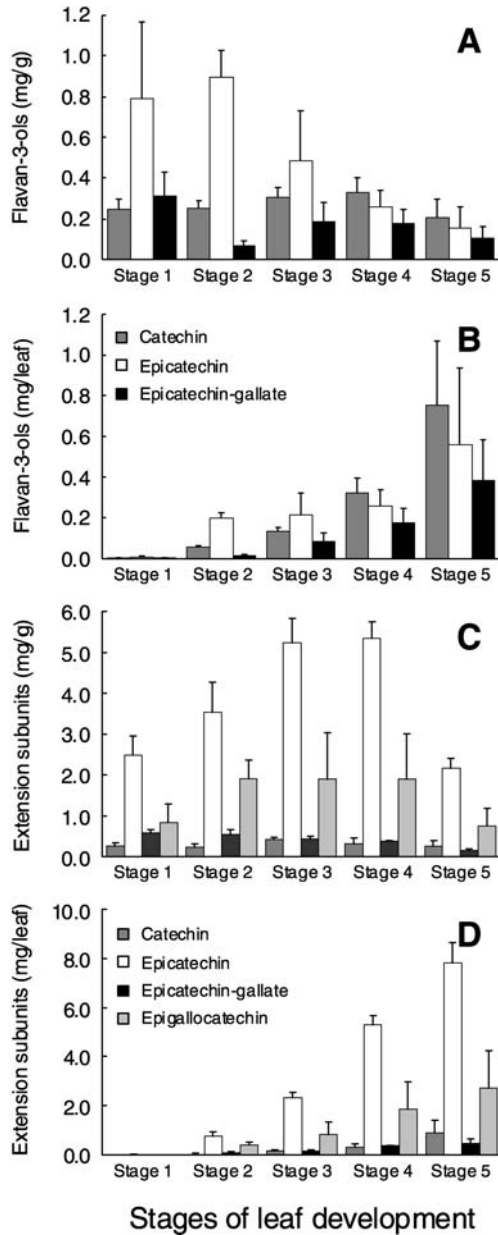 A
Flavan-3-ols (mg/g)
1.2
1.0
0.8
0.6
0.4
0.2
0.0
Stage 1 Stage 2 Stage 3 Stage 4 Stage 5
B
Flavan-3-ols (mg/leaf)
1.2
1.0
0.8
0.6
0.4
0.2
0.0
Catechin
Epicatechin
Epicatechin-gallate
Stage 1 Stage 2 Stage 3 Stage 4 Stage 5
C
Extension subunits (mg/g)
6.0
5.0
4.0
3.0
2.0
1.0
0.0
Stage 1 Stage 2 Stage 3 Stage 4 Stage 5
D
Extension subunits (mg/leaf)
10.0
8.0
6.0
4.0
2.0
0.0
Catechin
Epicatechin
Epicatechin-gallate
Epigallocatechin
Stage 1 Stage 2 Stage 3 Stage 4 Stage 5
Stages of leaf development